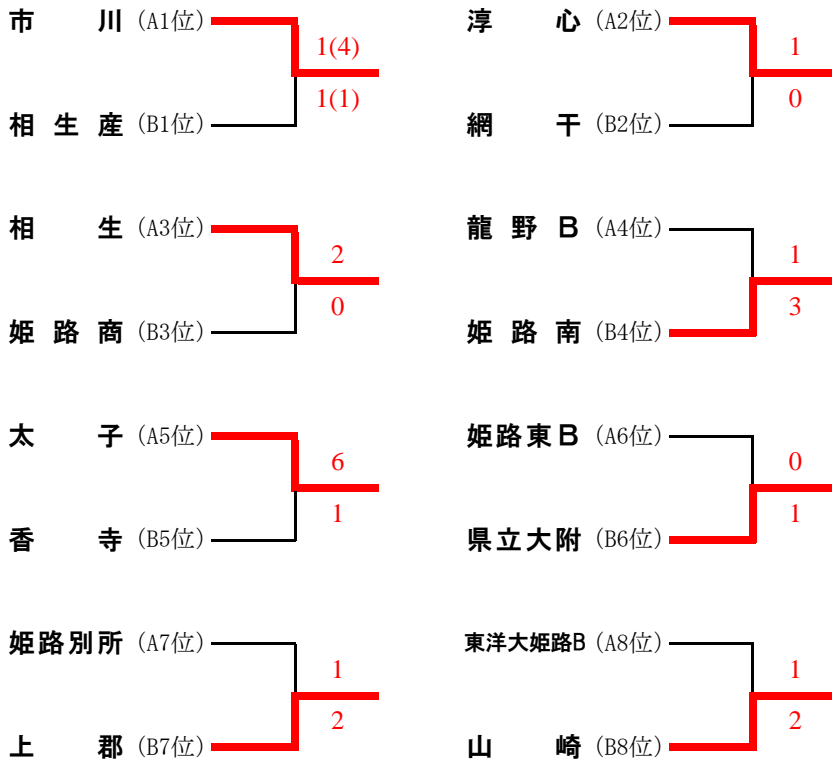 市川 (A1位)
1(4)
1(1)
相生産 (B1位)
淳心 (A2位)
1
0
網干 (B2位)
相生 (A3位)
2
0
姫路商 (B3位)
龍野B (A4位)
1
3
姫路南 (B4位)
太子 (A5位)
6
1
香寺 (B5位)
姫路東B (A6位)
0
1
県立大附 (B6位)
姫路別所 (A7位)
1
2
上郡 (B7位)
東洋大姫路B (A8位)
1
2
山崎 (B8位)